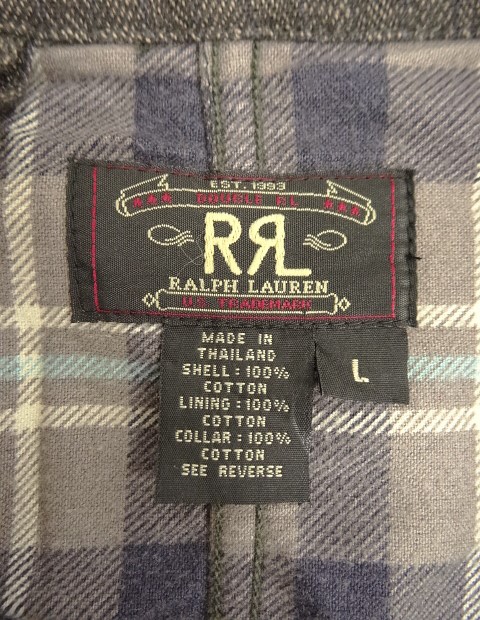 EST. 1993
DOUBLE RL
RRL
RALPH LAUREN
U.S. TRADEMARK
MADE IN
THAILAND
SHELL : 100%
COTTON
LINING : 100%
COTTON
COLLAR : 100%
COTTON
SEE REVERSE
L